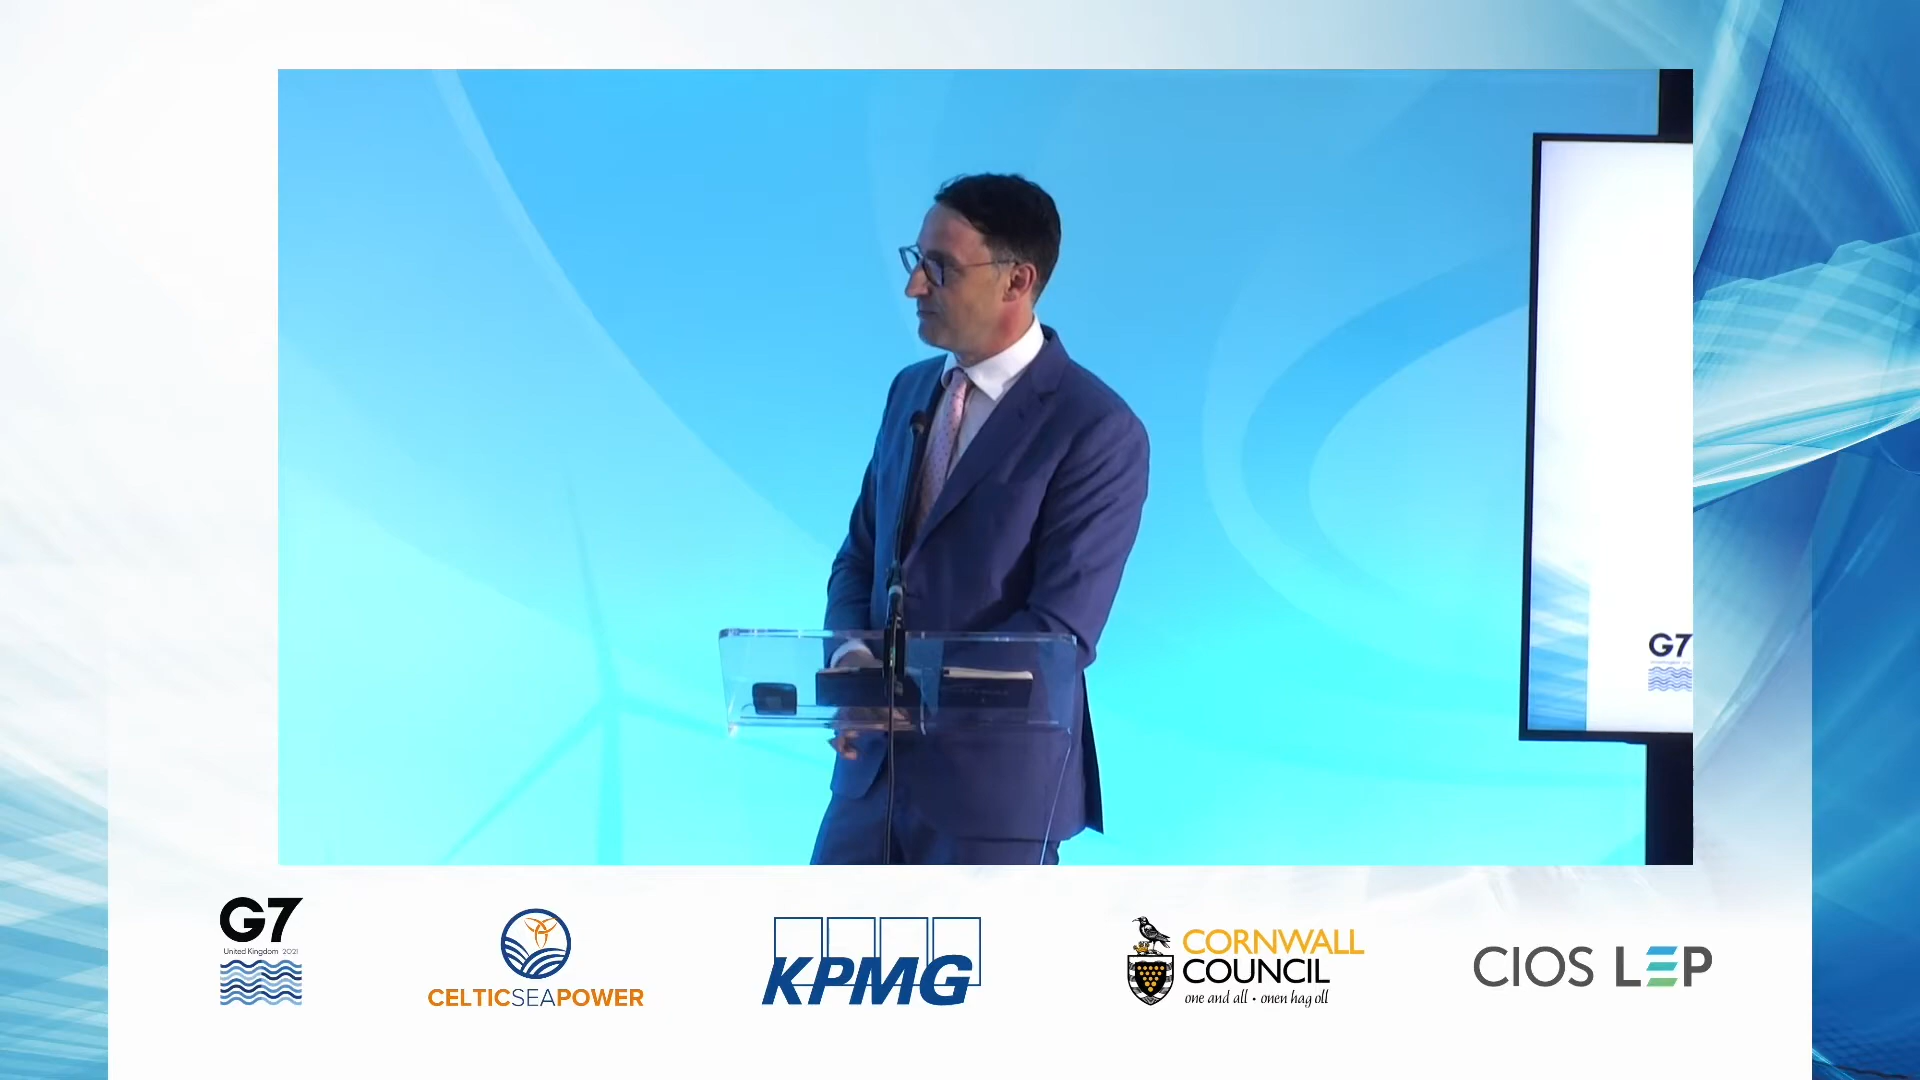 G7
G7
United Kingdom 2021
CELTICSEAPOWER
KPMG
CORNWALL
COUNCIL
one and all • onen hag oll
CIOS LEP